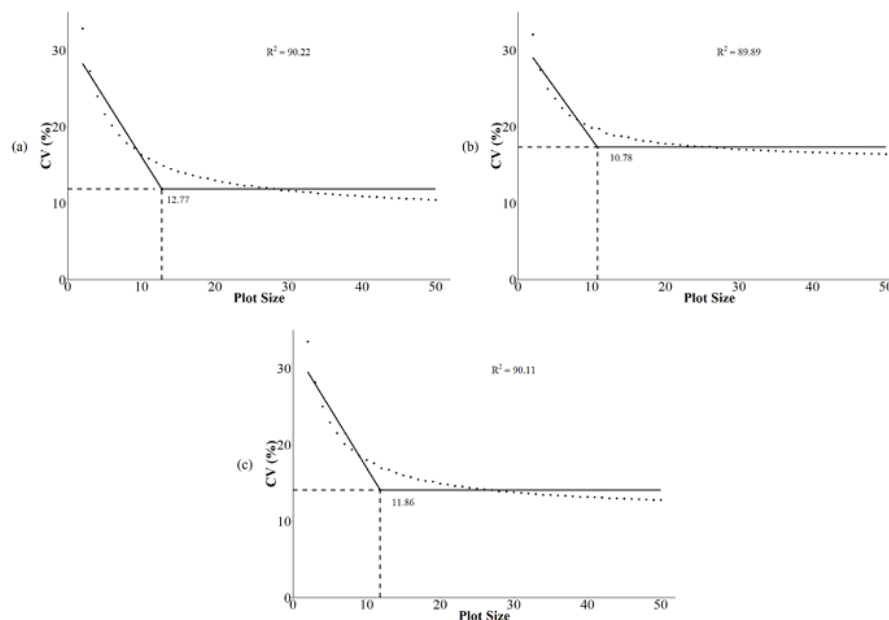 (a)
CV (%)
30
20
10
0
R² = 90.22
12.77
0 10 20 30 40 50
Plot Size
(b)
CV (%)
30
20
10
0
R² = 89.89
10.78
0 10 20 30 40 50
Plot Size
(c)
CV (%)
30
20
10
0
R² = 90.11
11.86
0 10 20 30 40 50
Plot Size